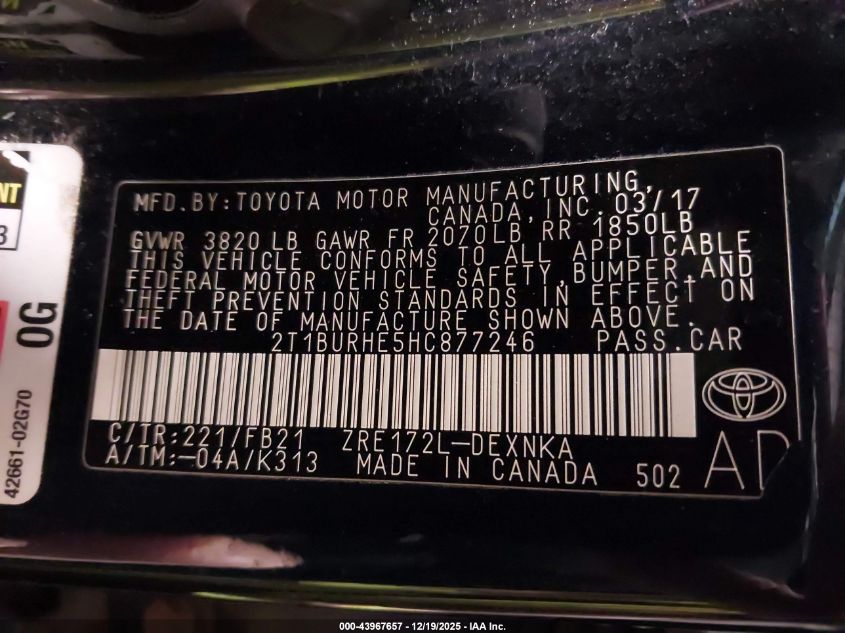 MFD.BY:TOYOTA MOTOR MANUFACTURING,
CANADA,INC. 03/17
GVWR 3820 LB GAWR FR 2070LB RR 1850LB
THIS VEHICLE CONFORMS TO ALL APPLICABLE
FEDERAL MOTOR VEHICLE SAFETY,BUMPER,AND
THEFT PREVENTION STANDARDS IN EFFECT ON
THE DATE OF MANUFACTURE SHOWN ABOVE.
2T1BURHE5HC877246 PASS.CAR
C/TR:221/FB21 ZRE172L-DEXNKA
A/TM:-04A/K313 MADE IN CANADA 502
AD
NT
3
0G
42661-02G70
000-43967657 - 12/19/2025 - IAA Inc.